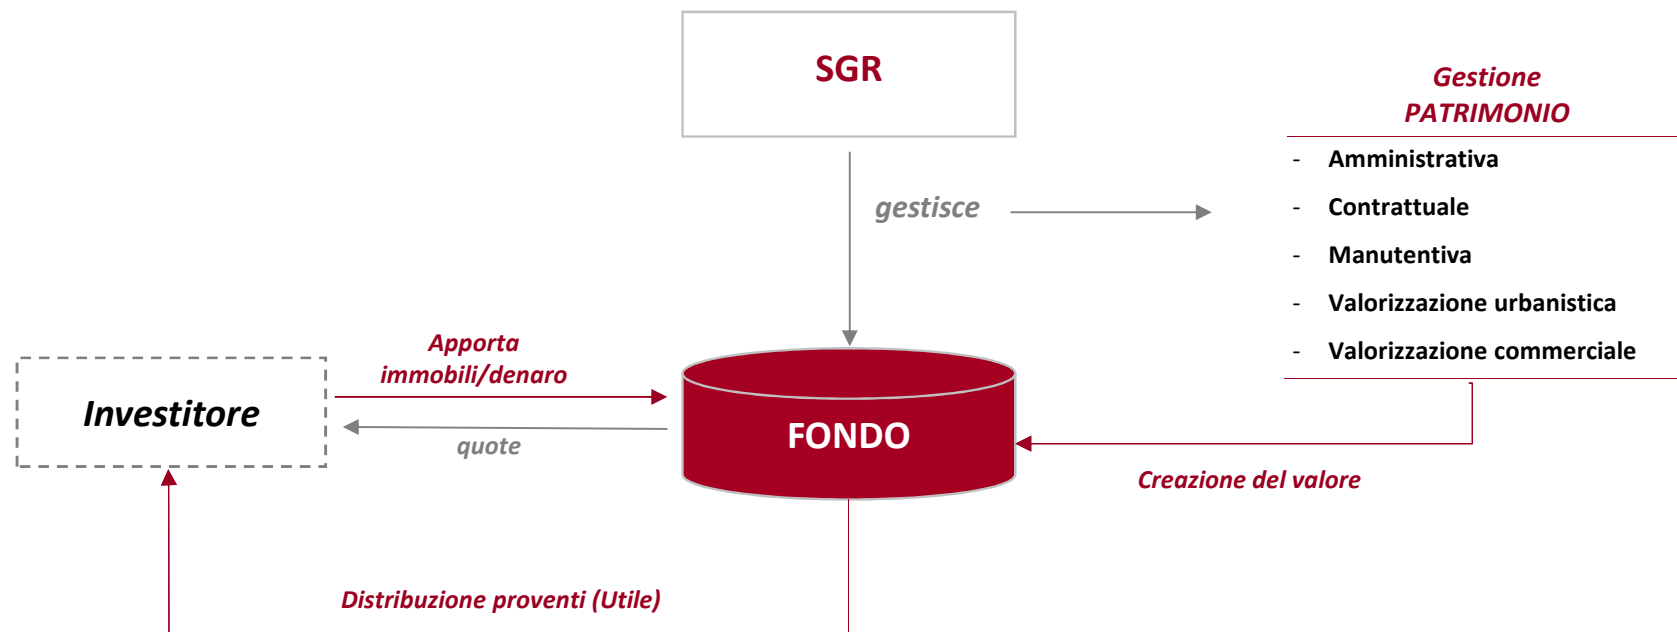 SGR
Gestione
PATRIMONIO
- Amministrativa
- Contrattuale
- Manutentiva
- Valorizzazione urbanistica
- Valorizzazione commerciale
gestisce
Apporta
immobili/denaro
Investitore
quote
FONDO
Creazione del valore
Distribuzione proventi (Utile)